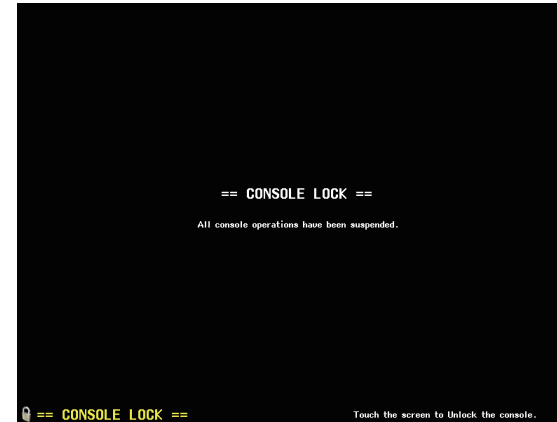 == CONSOLE LOCK ==
All console operations have been suspended.
== CONSOLE LOCK ==
Touch the screen to Unlock the console.